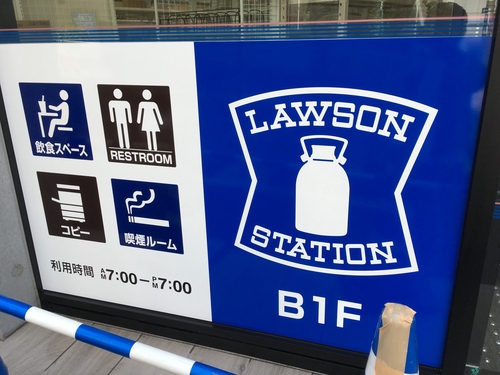 飲食スペース
RESTROOM
コピー
喫煙ルーム
利用時間 AM7:00-PM7:00
LAWSON
STATION
B1F